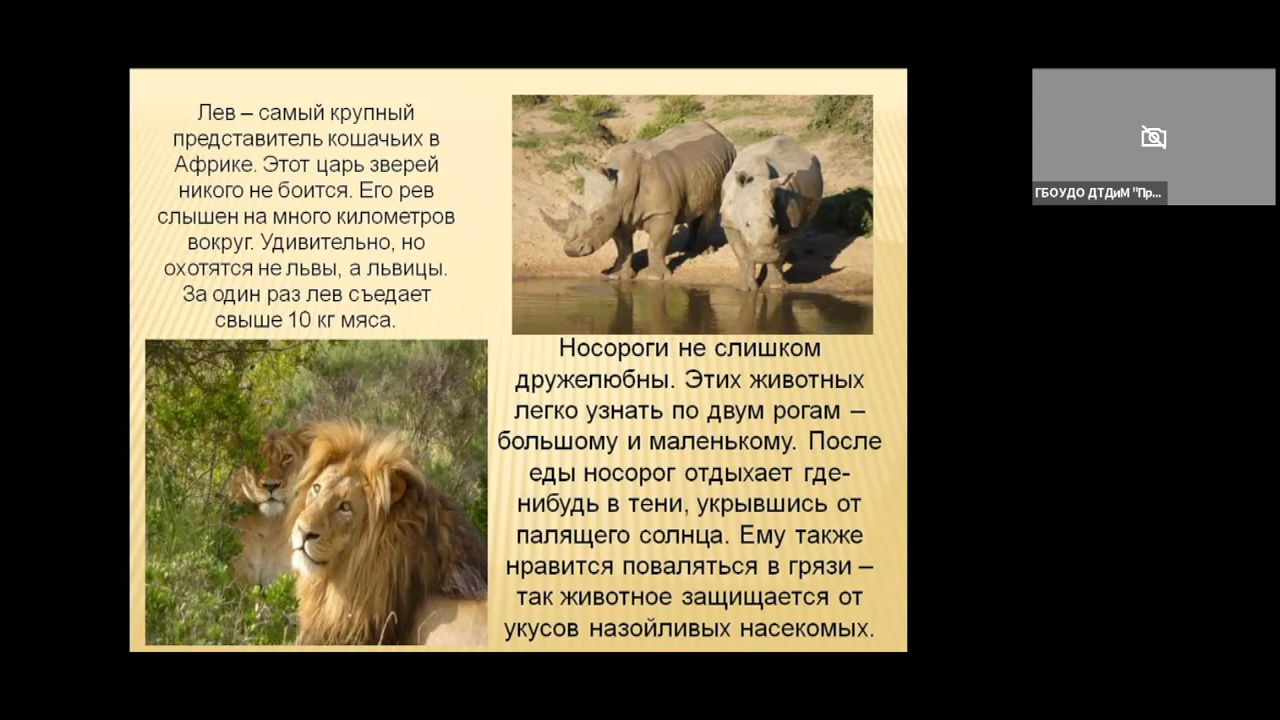 Лев – самый крупный
представитель кошачьих в
Африке. Этот царь зверей
никого не боится. Его рев
слышен на много километров
вокруг. Удивительно, но
охотятся не львы, а львицы.
За один раз лев съедает
свыше 10 кг мяса.
Носороги не слишком
дружелюбны. Этих животных
легко узнать по двум рогам –
большому и маленькому. После
еды носорог отдыхает где-
нибудь в тени, укрывшись от
палящего солнца. Ему также
нравится поваляться в грязи –
так животное защищается от
укусов назойливых насекомых.
ГБОУДО ДТДиМ "Пр...